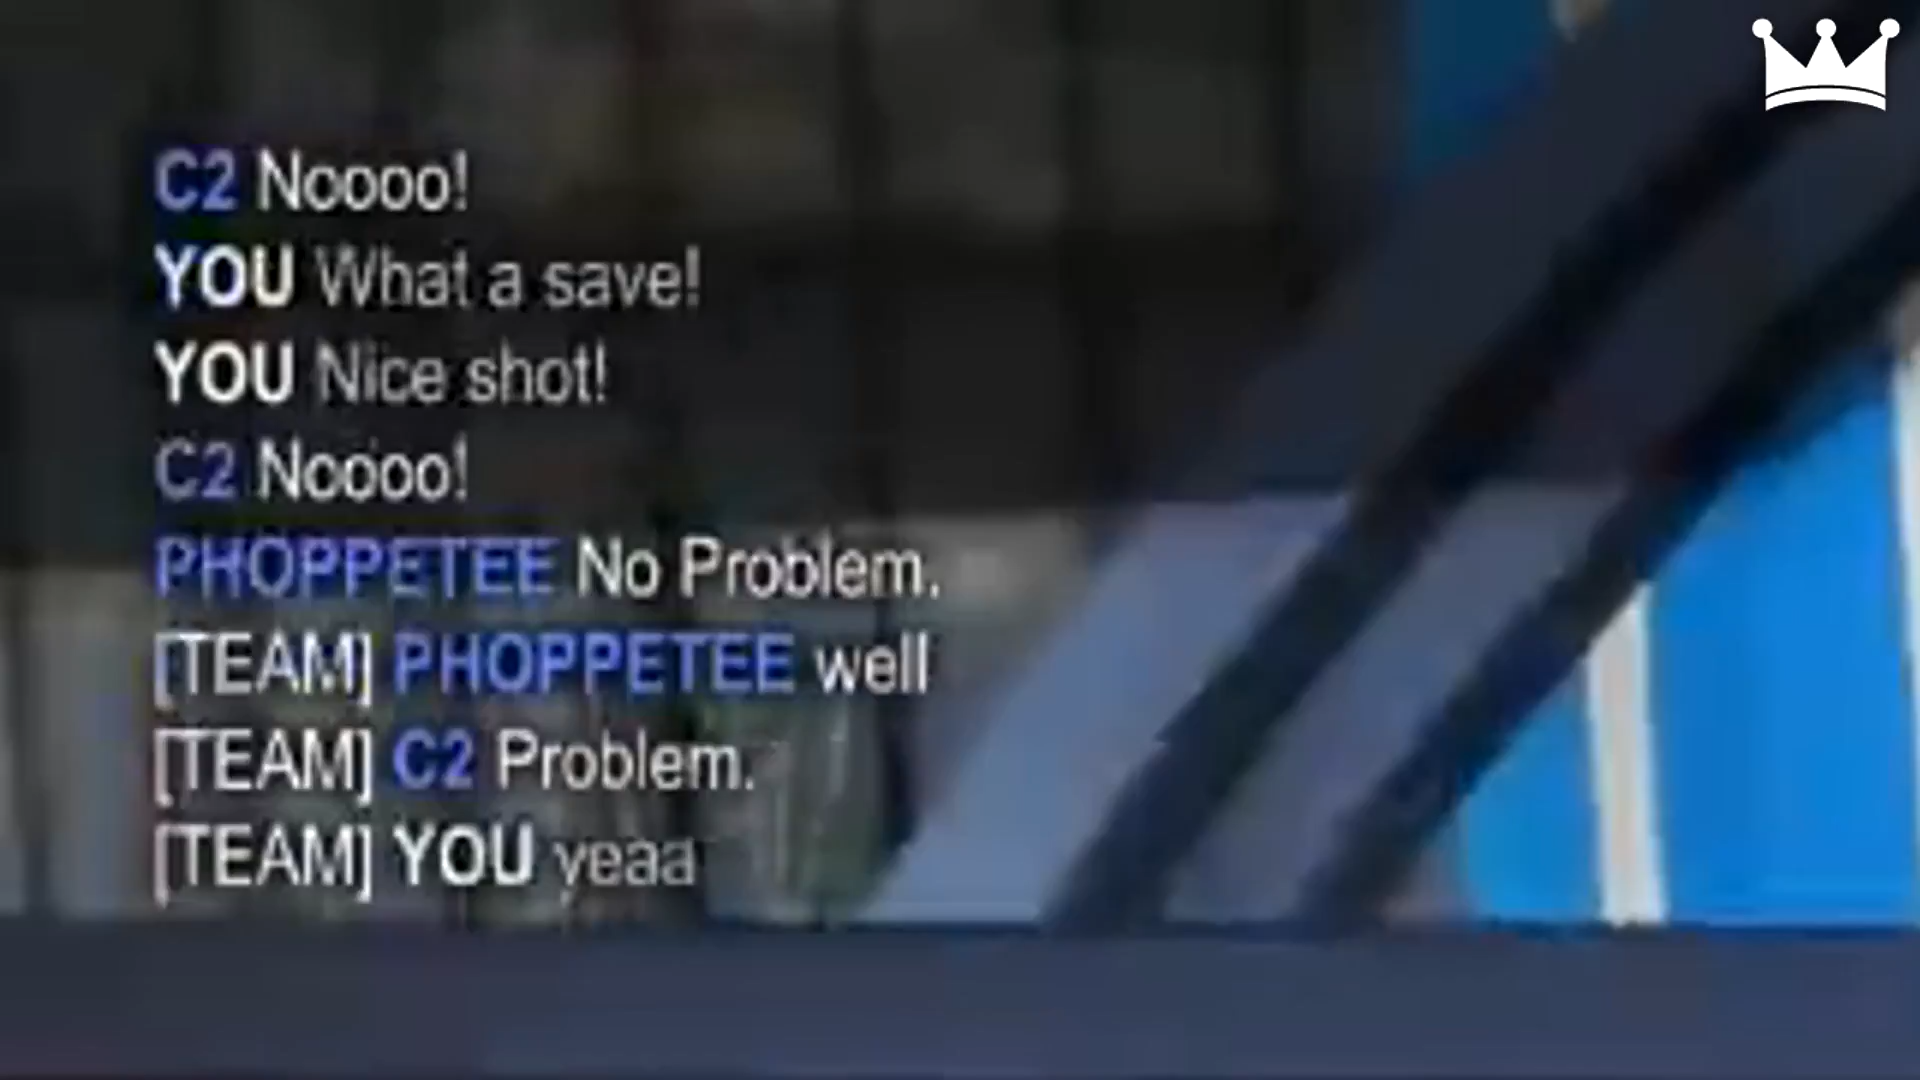 C2 Noooo!
YOU What a save!
YOU Nice shot!
C2 Noooo!
PHOPPETEE No Problem.
[TEAM] PHOPPETEE well
[TEAM] C2 Problem.
[TEAM] YOU yeaa